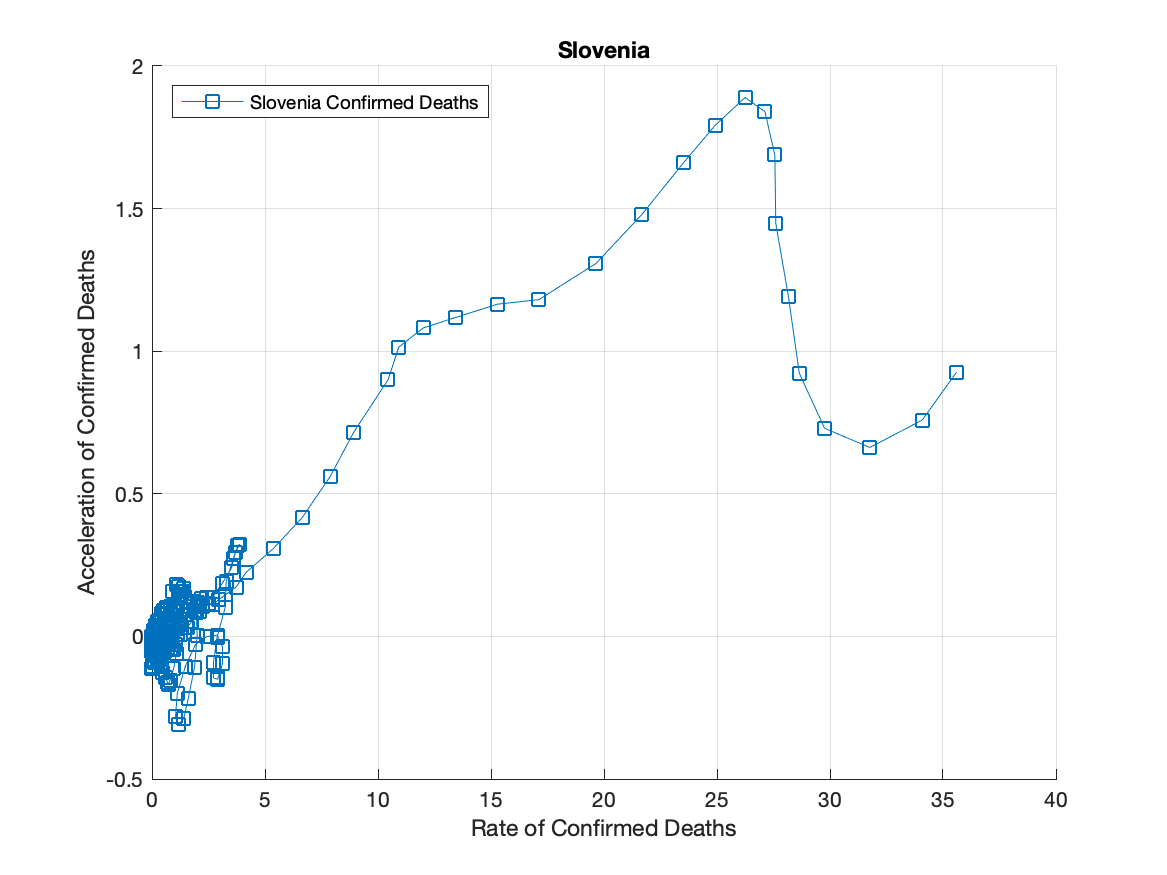 Slovenia
Slovenia Confirmed Deaths
2
1.5
1
0.5
0
-0.5
Acceleration of Confirmed Deaths
0 5 10 15 20 25 30 35 40
Rate of Confirmed Deaths